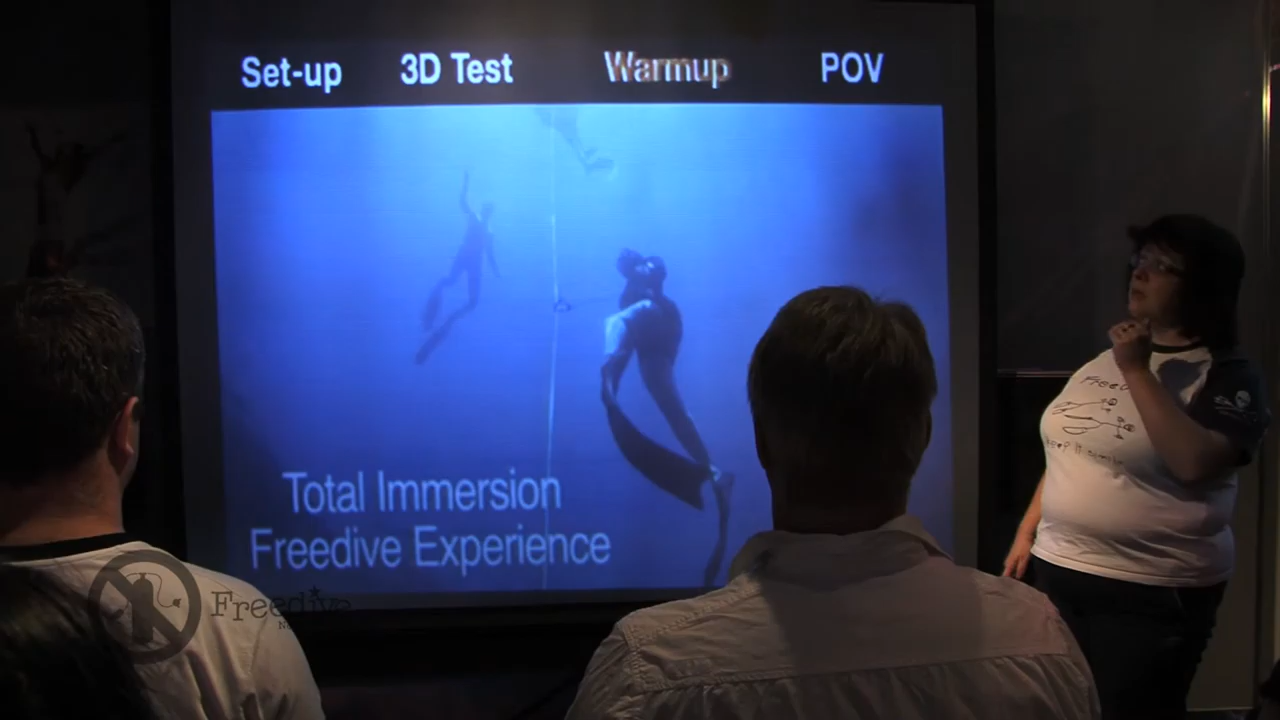 Set-up 3D Test Warmup POV
Total Immersion
Freedive Experience
Freedive